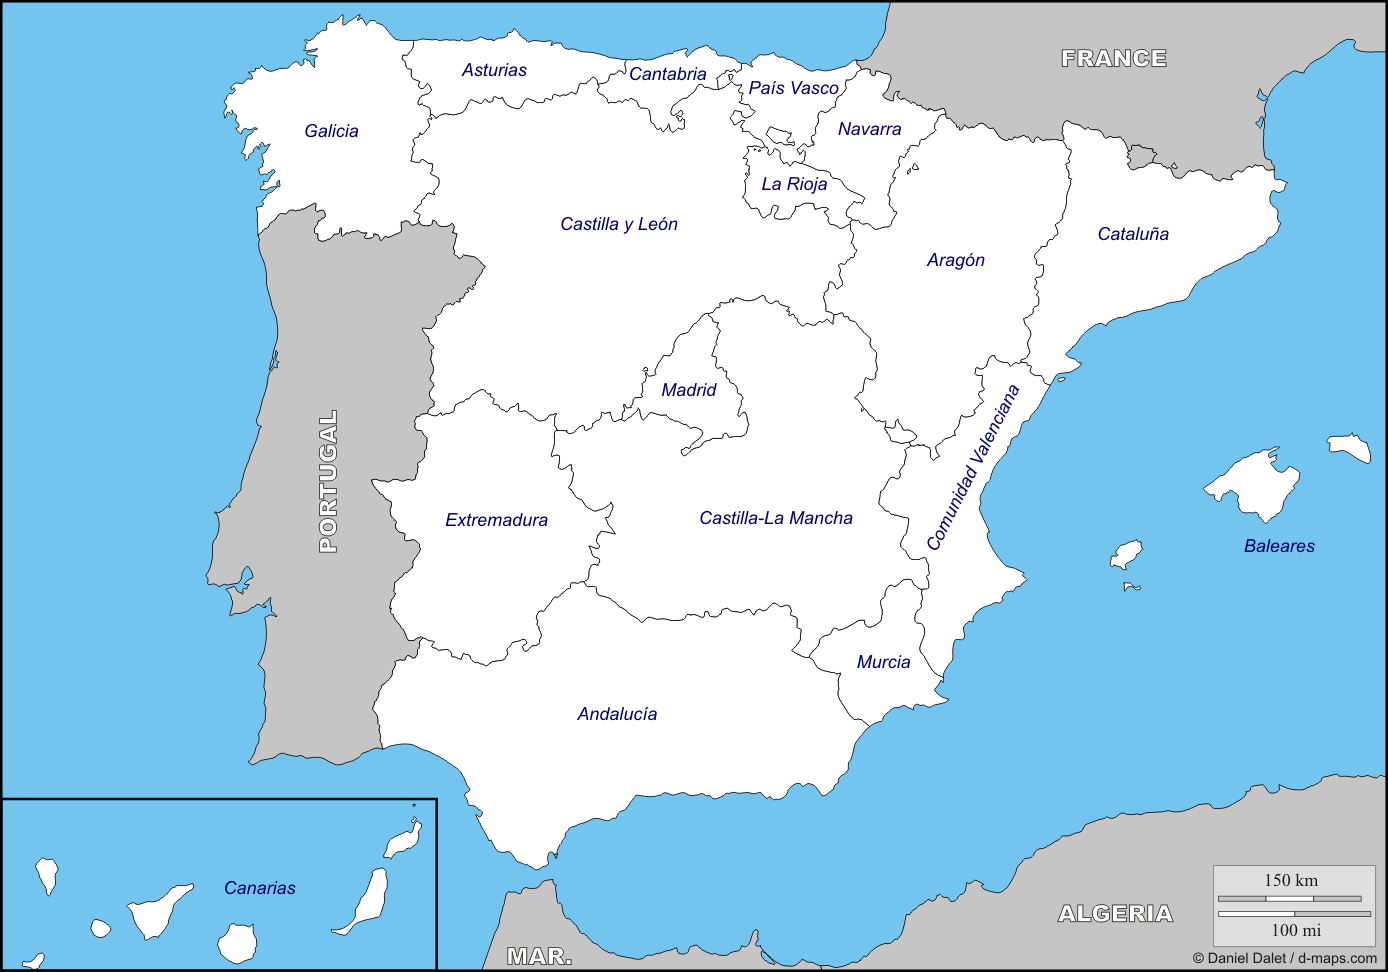 FRANCE
Asturias
Cantabria
País Vasco
Galicia
Navarra
La Rioja
Castilla y León
Cataluña
Aragón
Madrid
PORTUGAL
Comunidad Valenciana
Extremadura
Castilla-La Mancha
Baleares
Murcia
Andalucía
Canarias
150 km
100 mi
ALGERIA
MAR.
© Daniel Dalet / d-maps.com